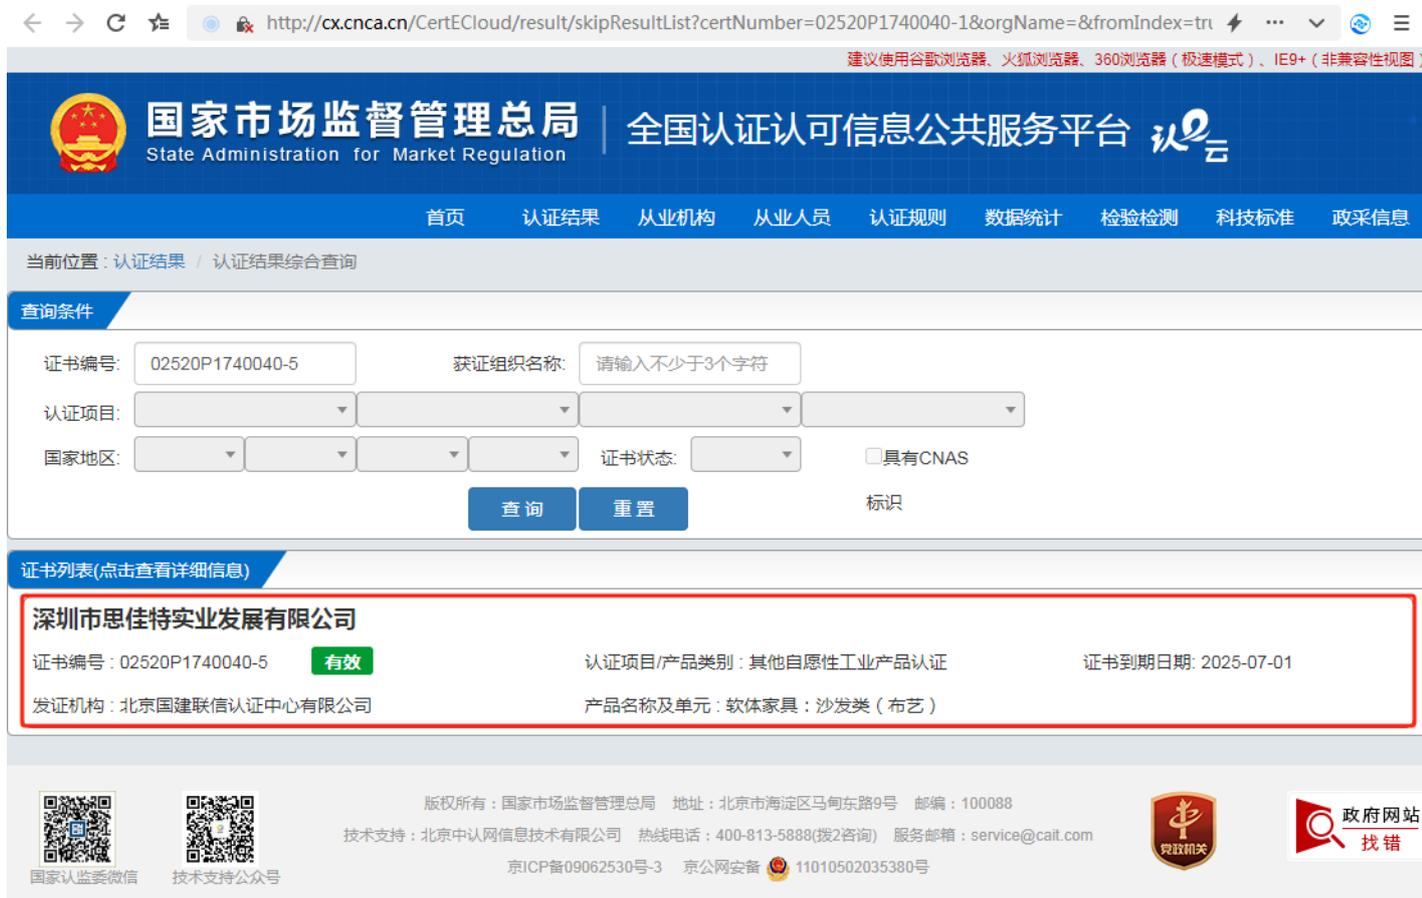 http://cx.cnca.cn/CertECloud/result/skipResultList?certNumber=02520P1740040-1&orgName=&fromIndex=tru
建议使用谷歌浏览器、火狐浏览器、360浏览器（极速模式）、IE9+（非兼容性视图）
国家市场监督管理总局 全国认证认可信息公共服务平台 认e云
State Administration for Market Regulation
首页 认证结果 从业机构 从业人员 认证规则 数据统计 检验检测 科技标准 政采信息
当前位置 : 认证结果 / 认证结果综合查询
查询条件
证书编号: 02520P1740040-5 获证组织名称: 请输入不少于3个字符
认证项目:
国家地区: 证书状态: 具有CNAS
标识
查 询 重 置
证书列表(点击查看详细信息)
深圳市思佳特实业发展有限公司
证书编号 : 02520P1740040-5 有效 认证项目/产品类别 : 其他自愿性工业产品认证 证书到期日期: 2025-07-01
发证机构 : 北京国建联信认证中心有限公司 产品名称及单元 : 软体家具：沙发类（布艺）
版权所有：国家市场监督管理总局 地址：北京市海淀区马甸东路9号 邮编：100088
技术支持：北京中认网信息技术有限公司 热线电话：400-813-5888(拨2咨询) 服务邮箱：service@cait.com
京ICP备09062530号-3 京公网安备 11010502035380号
国家认监委微信 技术支持公众号
党政机关
政府网站
找错